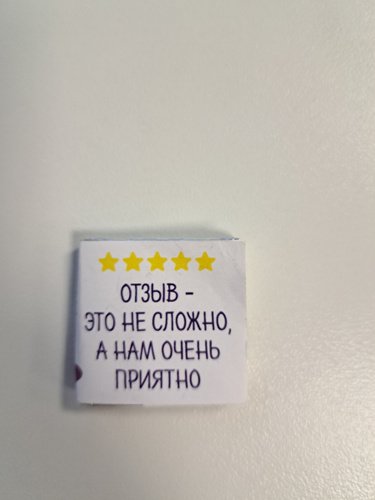 ОТЗЫВ -
ЭТО НЕ СЛОЖНО,
А НАМ ОЧЕНЬ
ПРИЯТНО